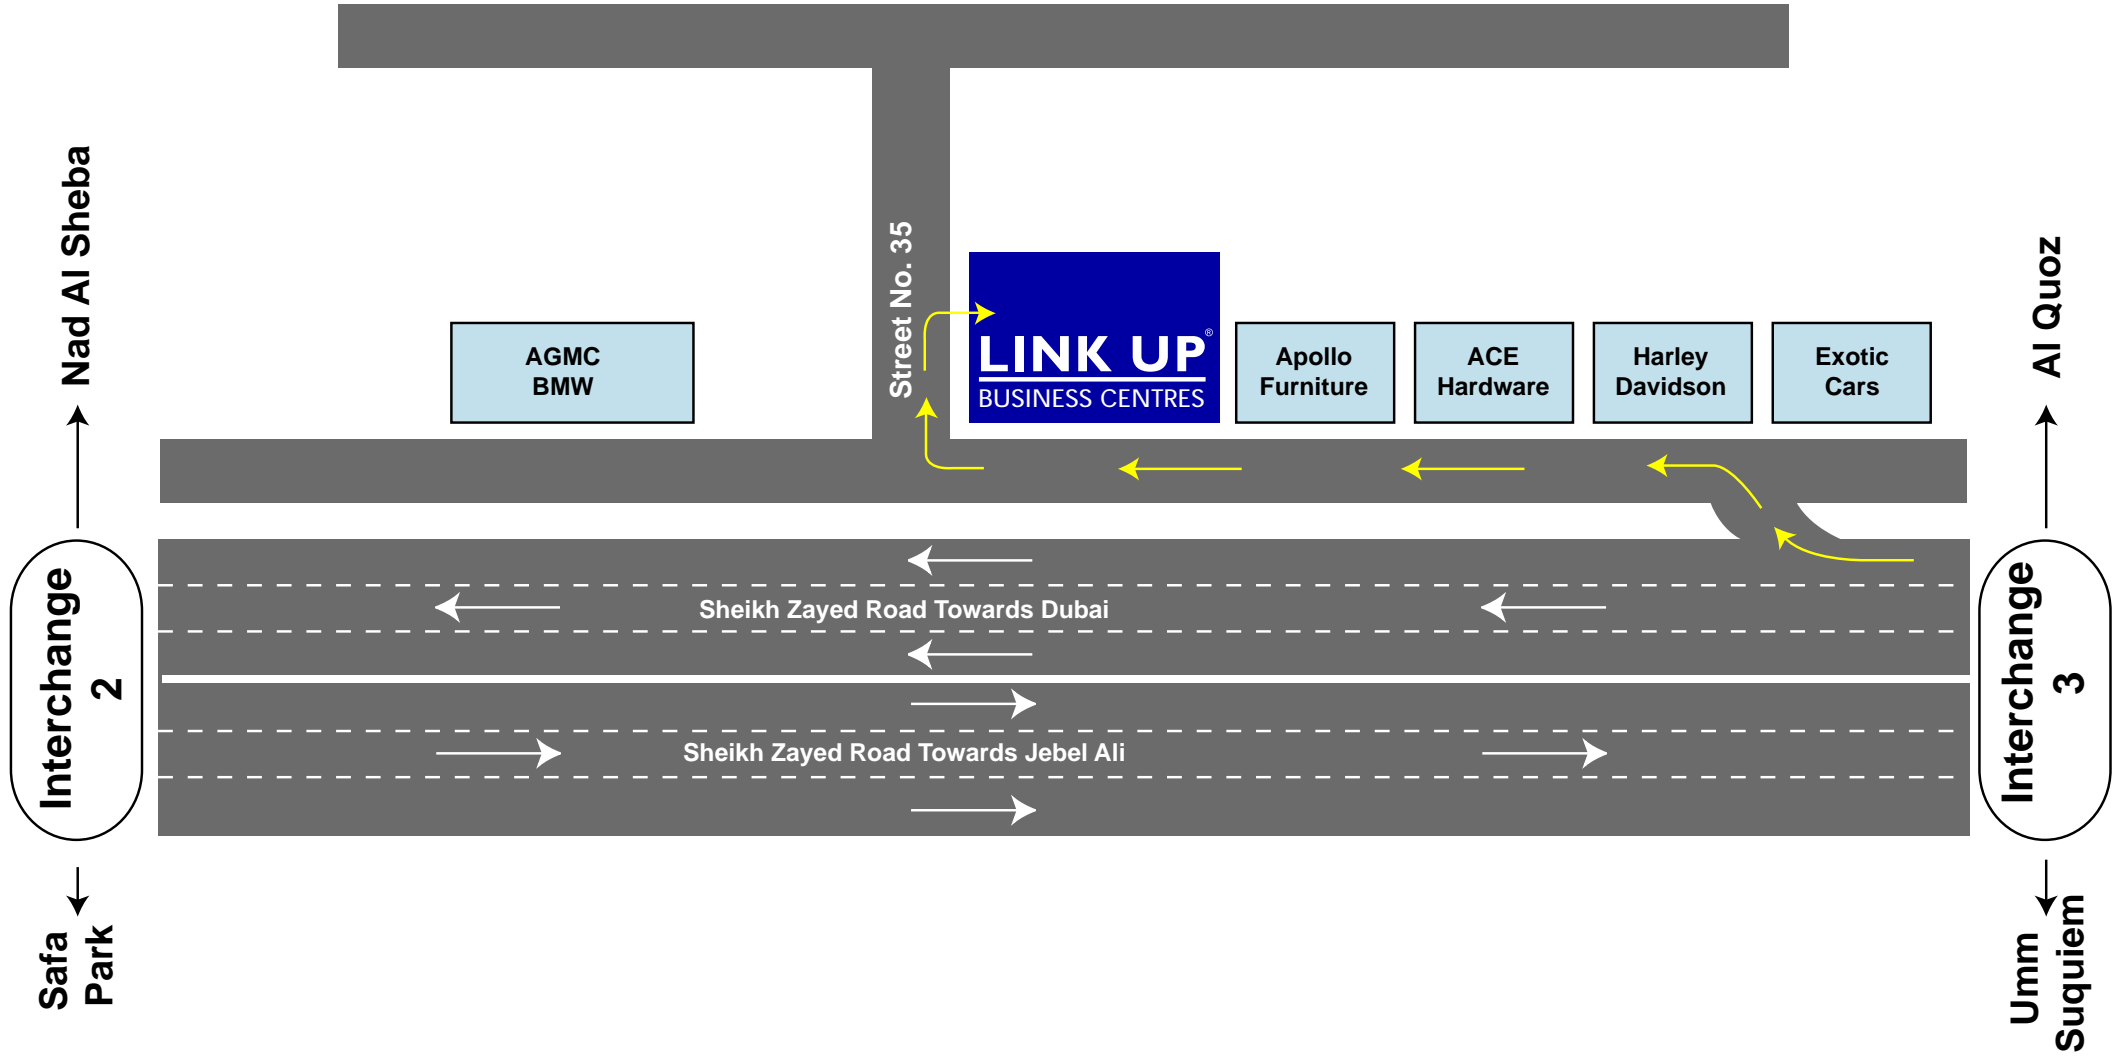 Nad Al Sheba
Street No. 35
Al Quoz
LINK UP®
BUSINESS CENTRES
AGMC
BMW
Apollo
Furniture
ACE
Hardware
Harley
Davidson
Exotic
Cars
Interchange
2
Sheikh Zayed Road Towards Dubai
Sheikh Zayed Road Towards Jebel Ali
Interchange
3
Safa
Park
Umm
Suquiem